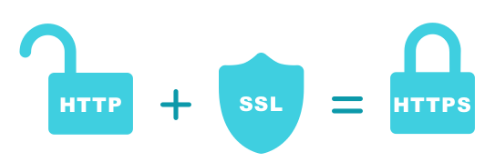 HTTP + SSL = HTTPS